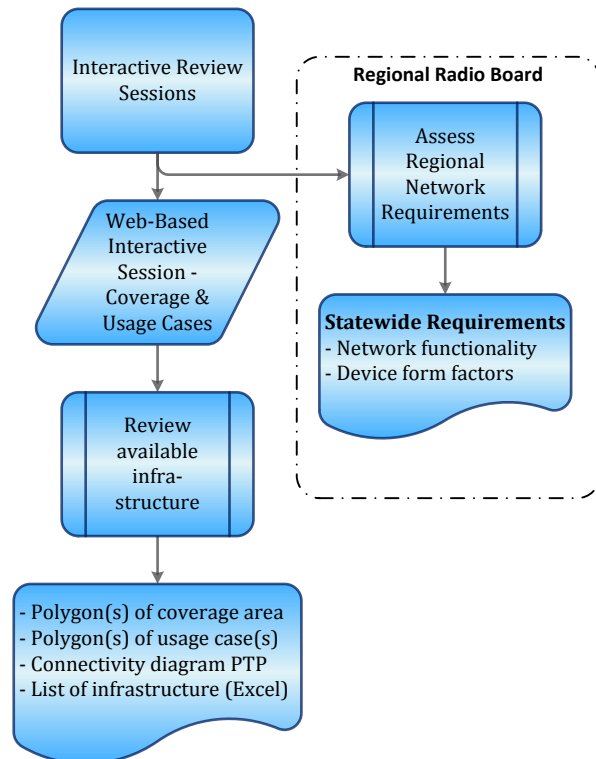 Interactive Review
Sessions
Regional Radio Board
Assess
Regional
Network
Requirements
Web-Based
Interactive
Session -
Coverage &
Usage Cases
Statewide Requirements
- Network functionality
- Device form factors
Review
available
infra-
structure
- Polygon(s) of coverage area
- Polygon(s) of usage case(s)
- Connectivity diagram PTP
- List of infrastructure (Excel)